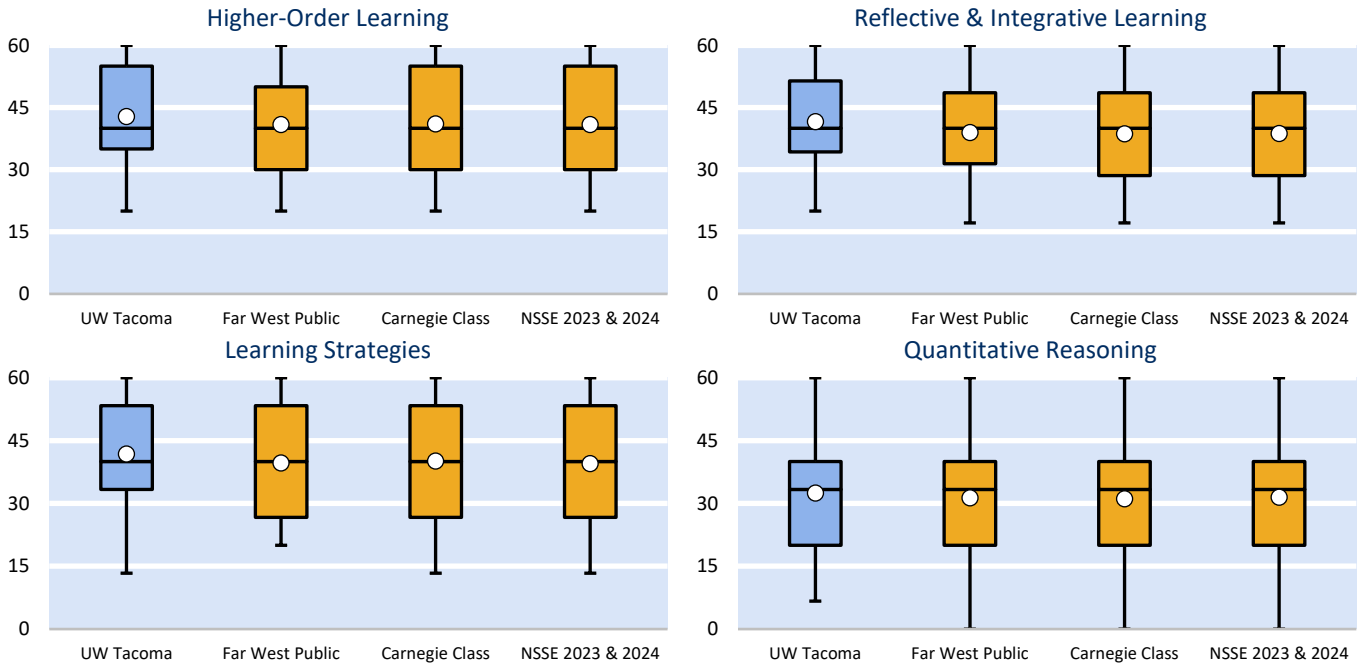 Higher-Order Learning
60
45
30
15
0
UW Tacoma Far West Public Carnegie Class NSSE 2023 & 2024
Reflective & Integrative Learning
60
45
30
15
0
UW Tacoma Far West Public Carnegie Class NSSE 2023 & 2024
Learning Strategies
60
45
30
15
0
UW Tacoma Far West Public Carnegie Class NSSE 2023 & 2024
Quantitative Reasoning
60
45
30
15
0
UW Tacoma Far West Public Carnegie Class NSSE 2023 & 2024